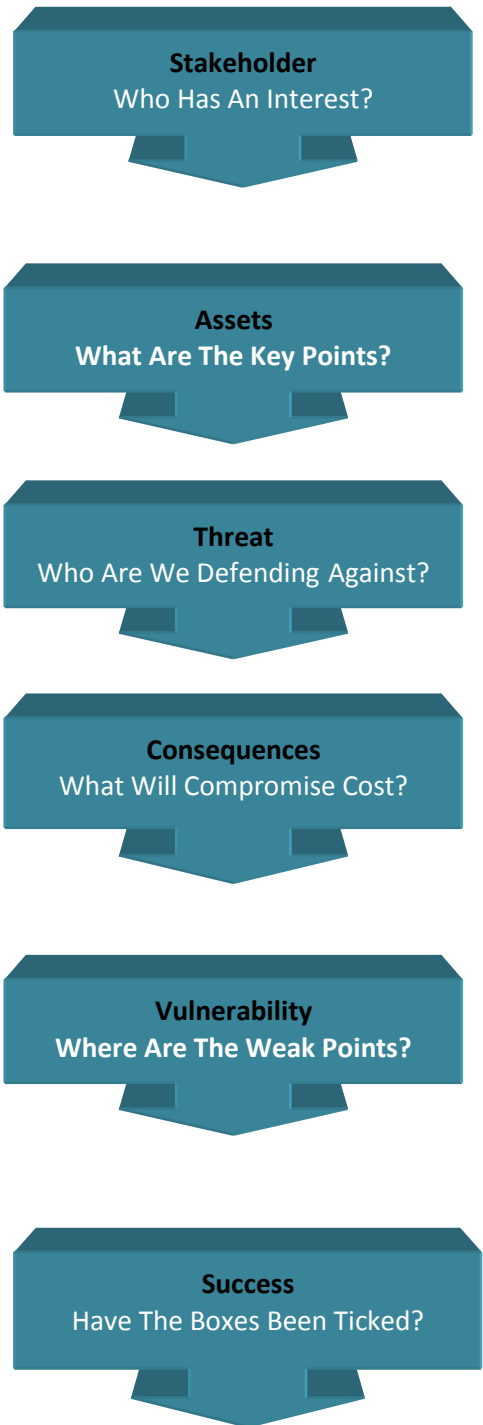 Stakeholder
Who Has An Interest?
Assets
What Are The Key Points?
Threat
Who Are We Defending Against?
Consequences
What Will Compromise Cost?
Vulnerability
Where Are The Weak Points?
Success
Have The Boxes Been Ticked?